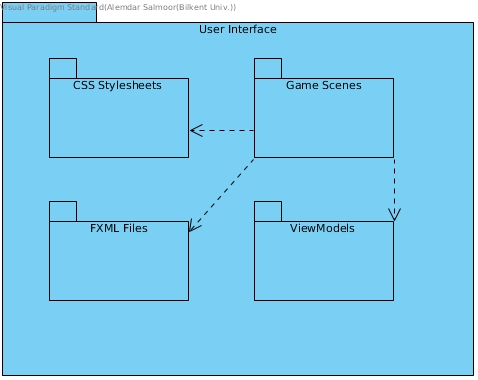 Visual Paradigm Standard(Alemdar Salmoor(Bilkent Univ.))
User Interface
CSS Stylesheets
Game Scenes
FXML Files
ViewModels